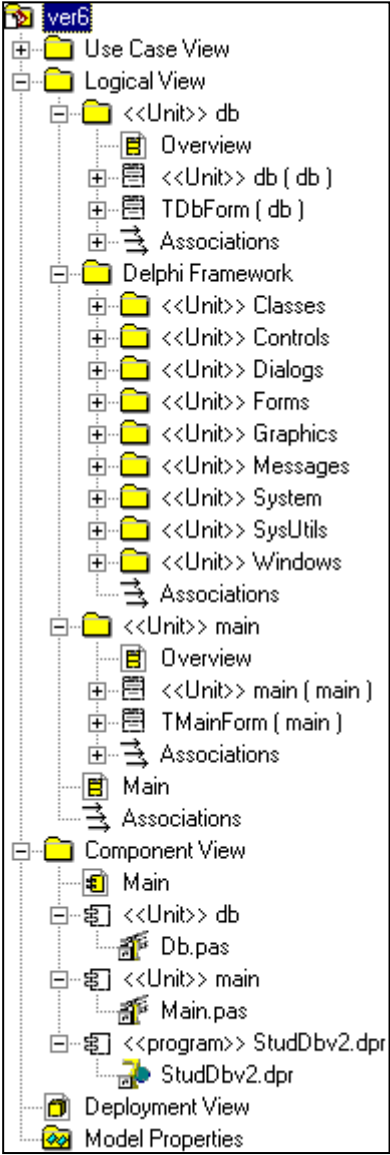 ver6
Use Case View
Logical View
<<Unit>> db
Overview
<<Unit>> db ( db )
TDbForm ( db )
Associations
Delphi Framework
<<Unit>> Classes
<<Unit>> Controls
<<Unit>> Dialogs
<<Unit>> Forms
<<Unit>> Graphics
<<Unit>> Messages
<<Unit>> System
<<Unit>> SysUtils
<<Unit>> Windows
Associations
<<Unit>> main
Overview
<<Unit>> main ( main )
TMainForm ( main )
Associations
Main
Associations
Component View
Main
<<Unit>> db
Db.pas
<<Unit>> main
Main.pas
<<program>> StudDbv2.dpr
StudDbv2.dpr
Deployment View
Model Properties